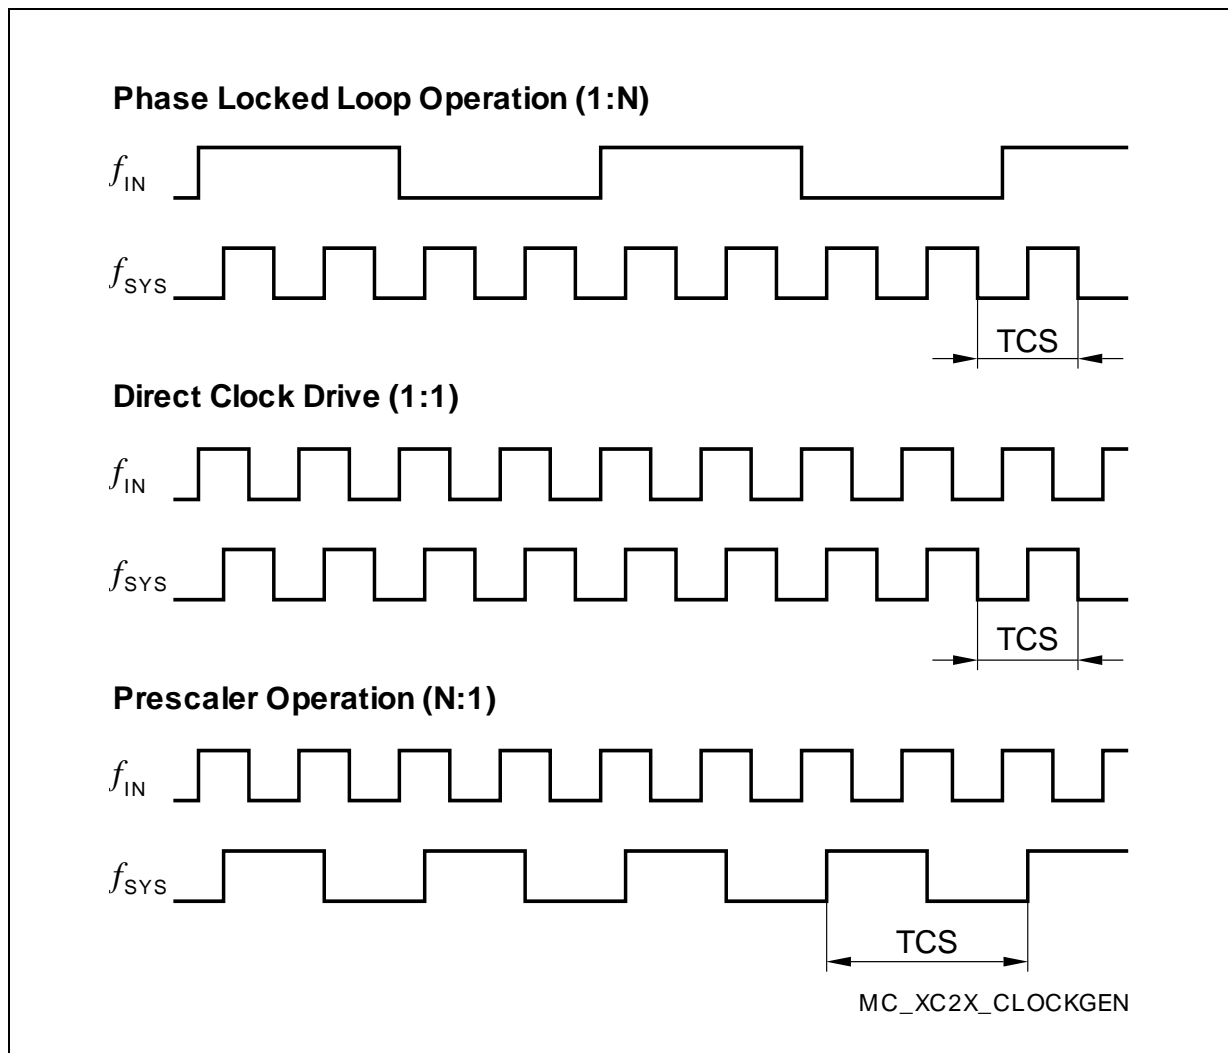 Phase Locked Loop Operation (1:N)
fIN
fSYS
TCS
Direct Clock Drive (1:1)
fIN
fSYS
TCS
Prescaler Operation (N:1)
fIN
fSYS
TCS
MC_XC2X_CLOCKGEN